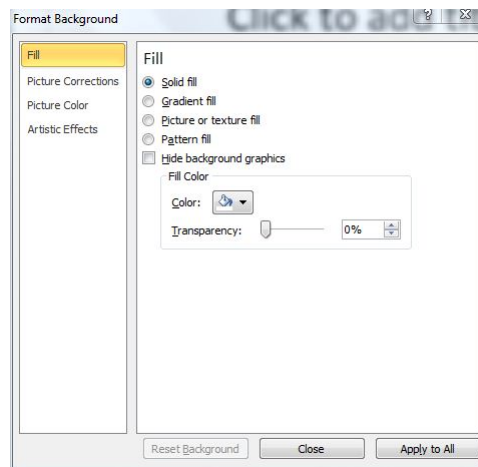 Format Background
Click to add
Fill
Picture Corrections
Picture Color
Artistic Effects
Fill
Solid fill
Gradient fill
Picture or texture fill
Pattern fill
Hide background graphics
Fill Color
Color:
Transparency: 0%
Reset Background Close Apply to All